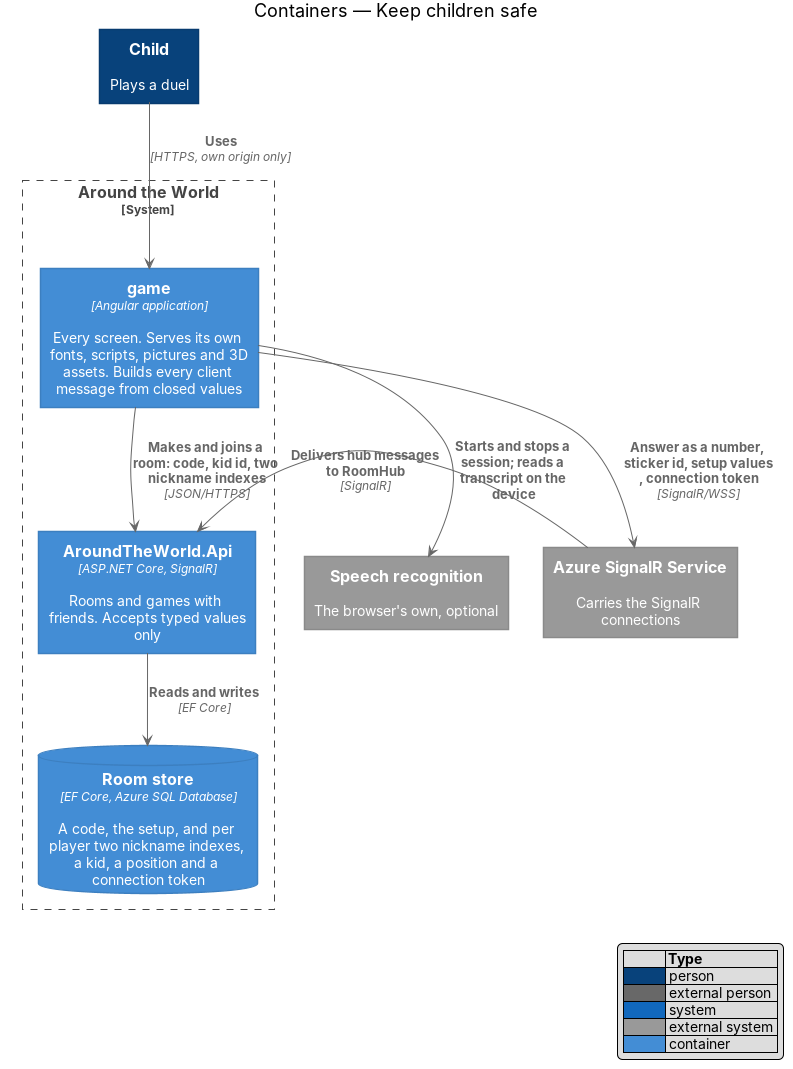 Containers — Keep children safe
Child
Plays a duel
Uses
[HTTPS, own origin only]
Around the World
[System]
game
[Angular application]
Every screen. Serves its own
fonts, scripts, pictures and 3D
assets. Builds every client
message from closed values
Makes and joins a
room: code, kid id, two
nickname indexes
[JSON/HTTPS]
Delivers hub messages
to RoomHub
[SignalR]
Starts and stops a
session; reads a
transcript on the
device
Answer as a number,
sticker id, setup values
, connection token
[SignalR/WSS]
AroundTheWorld.Api
[ASP.NET Core, SignalR]
Rooms and games with
friends. Accepts typed values
only
Speech recognition
The browser's own, optional
Azure SignalR Service
Carries the SignalR
connections
Reads and writes
[EF Core]
Room store
[EF Core, Azure SQL Database]
A code, the setup, and per
player two nickname indexes,
a kid, a position and a
connection token
Type
person
external person
system
external system
container